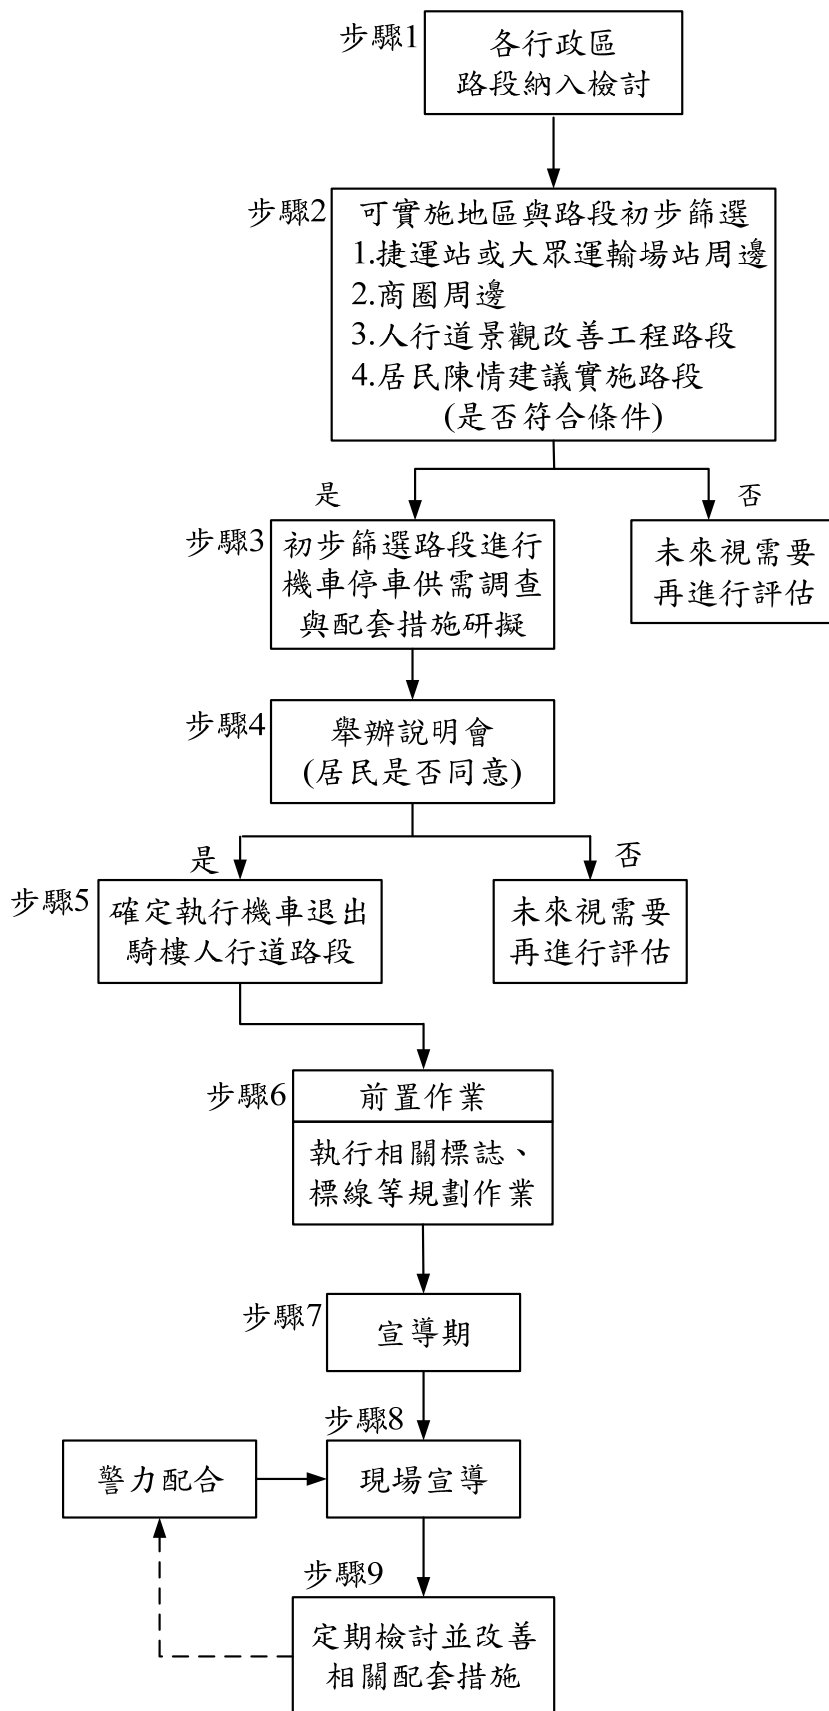 步驟1
各行政區
路段納入檢討
步驟2
可實施地區與路段初步篩選
1.捷運站或大眾運輸場站周邊
2.商圈周邊
3.人行道景觀改善工程路段
4.居民陳情建議實施路段
(是否符合條件)
是
否
步驟3
初步篩選路段進行
機車停車供需調查
與配套措施研擬
未來視需要
再進行評估
步驟4
舉辦說明會
(居民是否同意)
是
否
步驟5
確定執行機車退出
騎樓人行道路段
未來視需要
再進行評估
步驟6
前置作業
執行相關標誌、
標線等規劃作業
步驟7
宣導期
步驟8
警力配合
現場宣導
步驟9
定期檢討並改善
相關配套措施